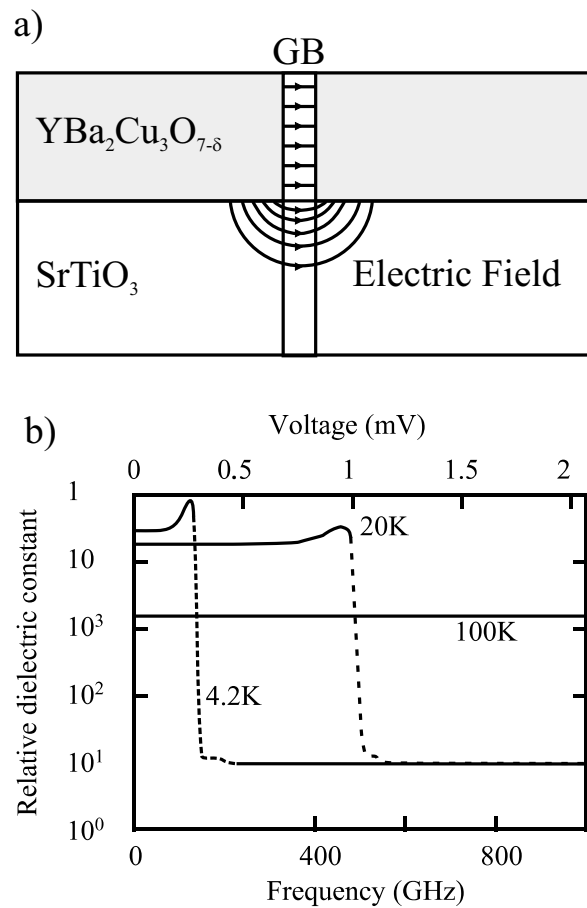 a)
GB
YBa₂Cu₃O₇₋δ
SrTiO₃
Electric Field
b)
Voltage (mV)
0 0.5 1 1.5 2
1
10
10³
10²
10¹
10⁰
Relative dielectric constant
20K
100K
4.2K
0 400 800
Frequency (GHz)